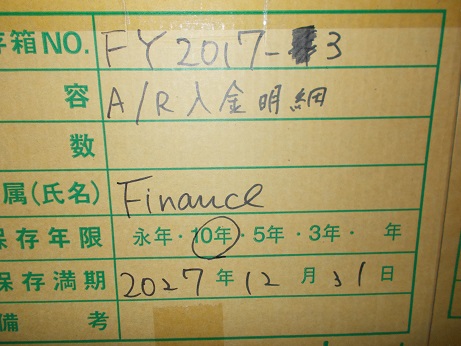 存箱NO. FY2017-3
容 A/R入金明細
数
属(氏名) Finance
保存年限 永年・10年・5年・3年・ 年
保存満期 2027年12月31日
備考